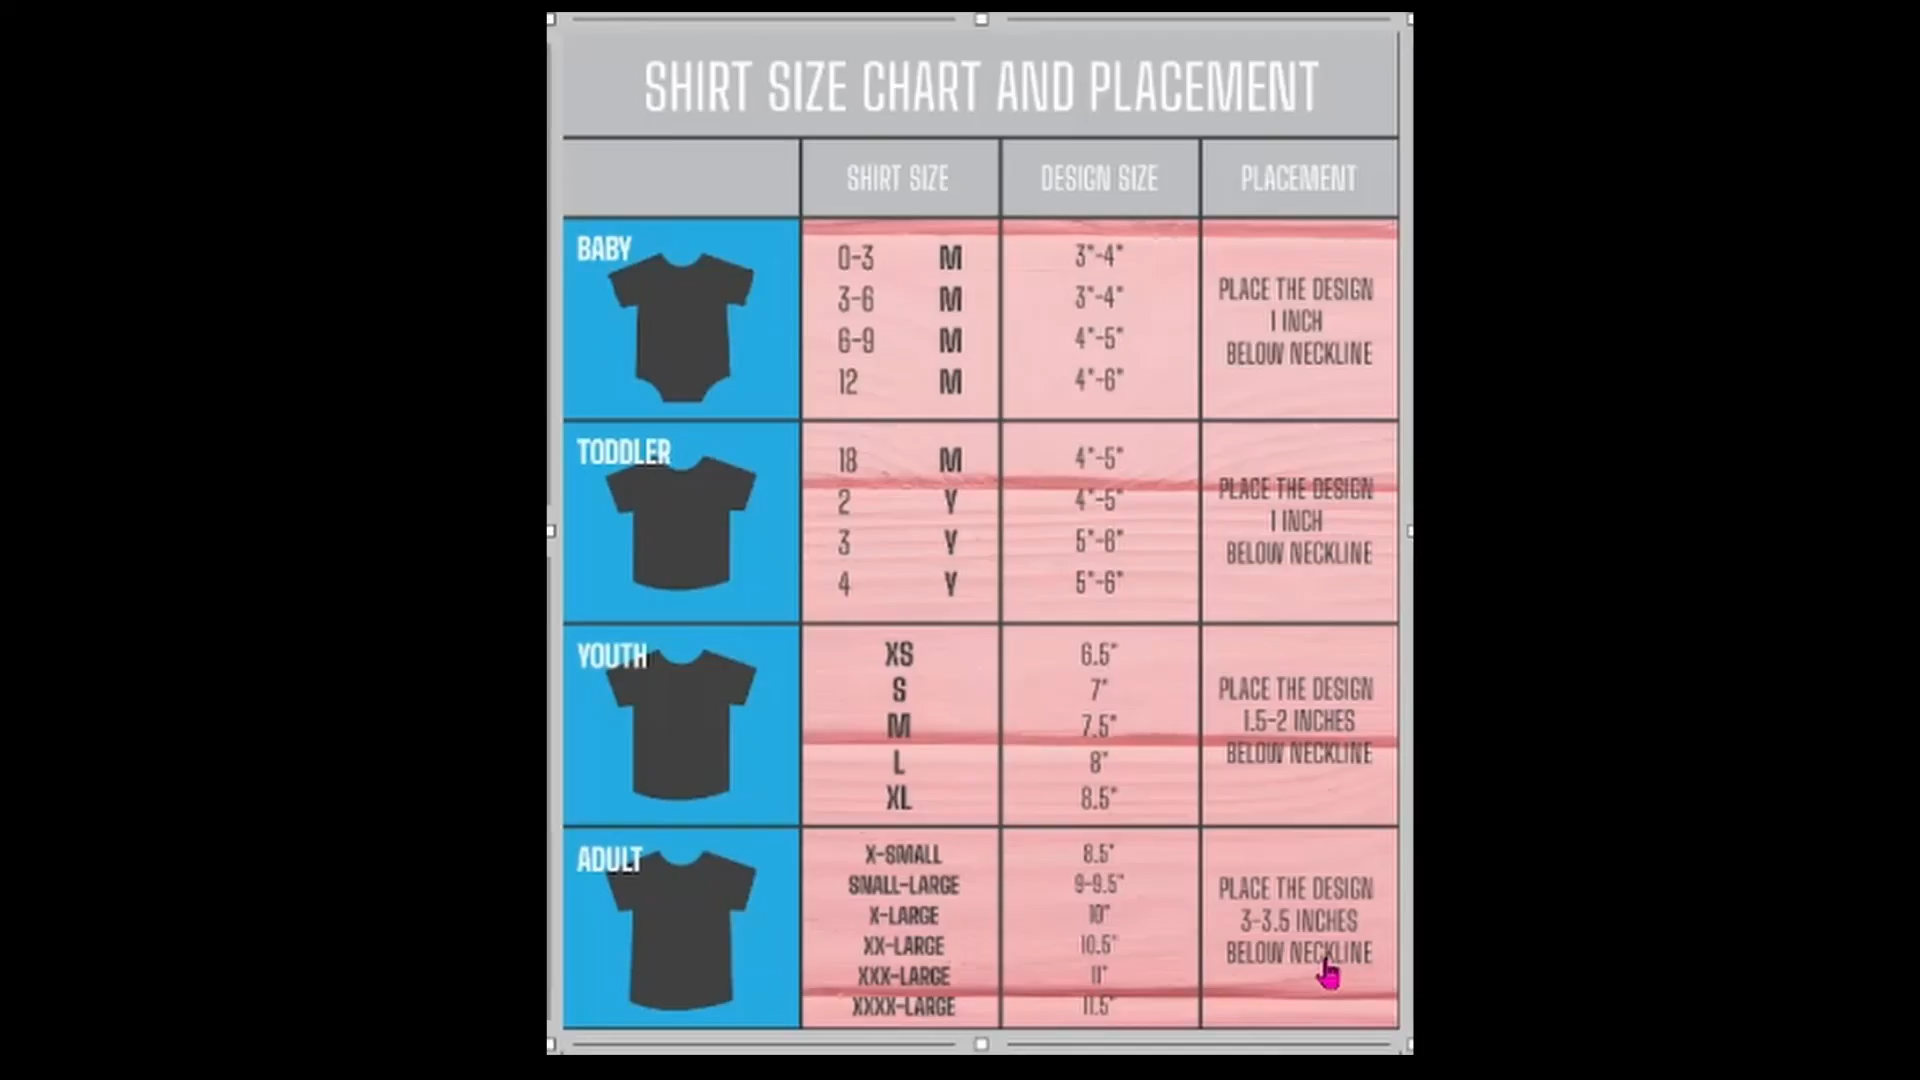 SHIRT SIZE CHART AND PLACEMENT
SHIRT SIZE DESIGN SIZE PLACEMENT
BABY
0-3 M 3"-4"
3-6 M 3"-4"
6-9 M 4"-5"
12 M 4"-6"
PLACE THE DESIGN
1 INCH
BELOW NECKLINE
TODDLER
18 M 4"-5"
2 Y 4"-5"
3 Y 5"-6"
4 Y 5"-6"
PLACE THE DESIGN
1 INCH
BELOW NECKLINE
YOUTH
XS 6.5"
S 7"
M 7.5"
L 8"
XL 8.5"
PLACE THE DESIGN
1.5-2 INCHES
BELOW NECKLINE
ADULT
X-SMALL 8.5"
SMALL-LARGE 9-9.5"
X-LARGE 10"
XX-LARGE 10.5"
XXX-LARGE 11"
XXXX-LARGE 11.5"
PLACE THE DESIGN
3-3.5 INCHES
BELOW NECKLINE